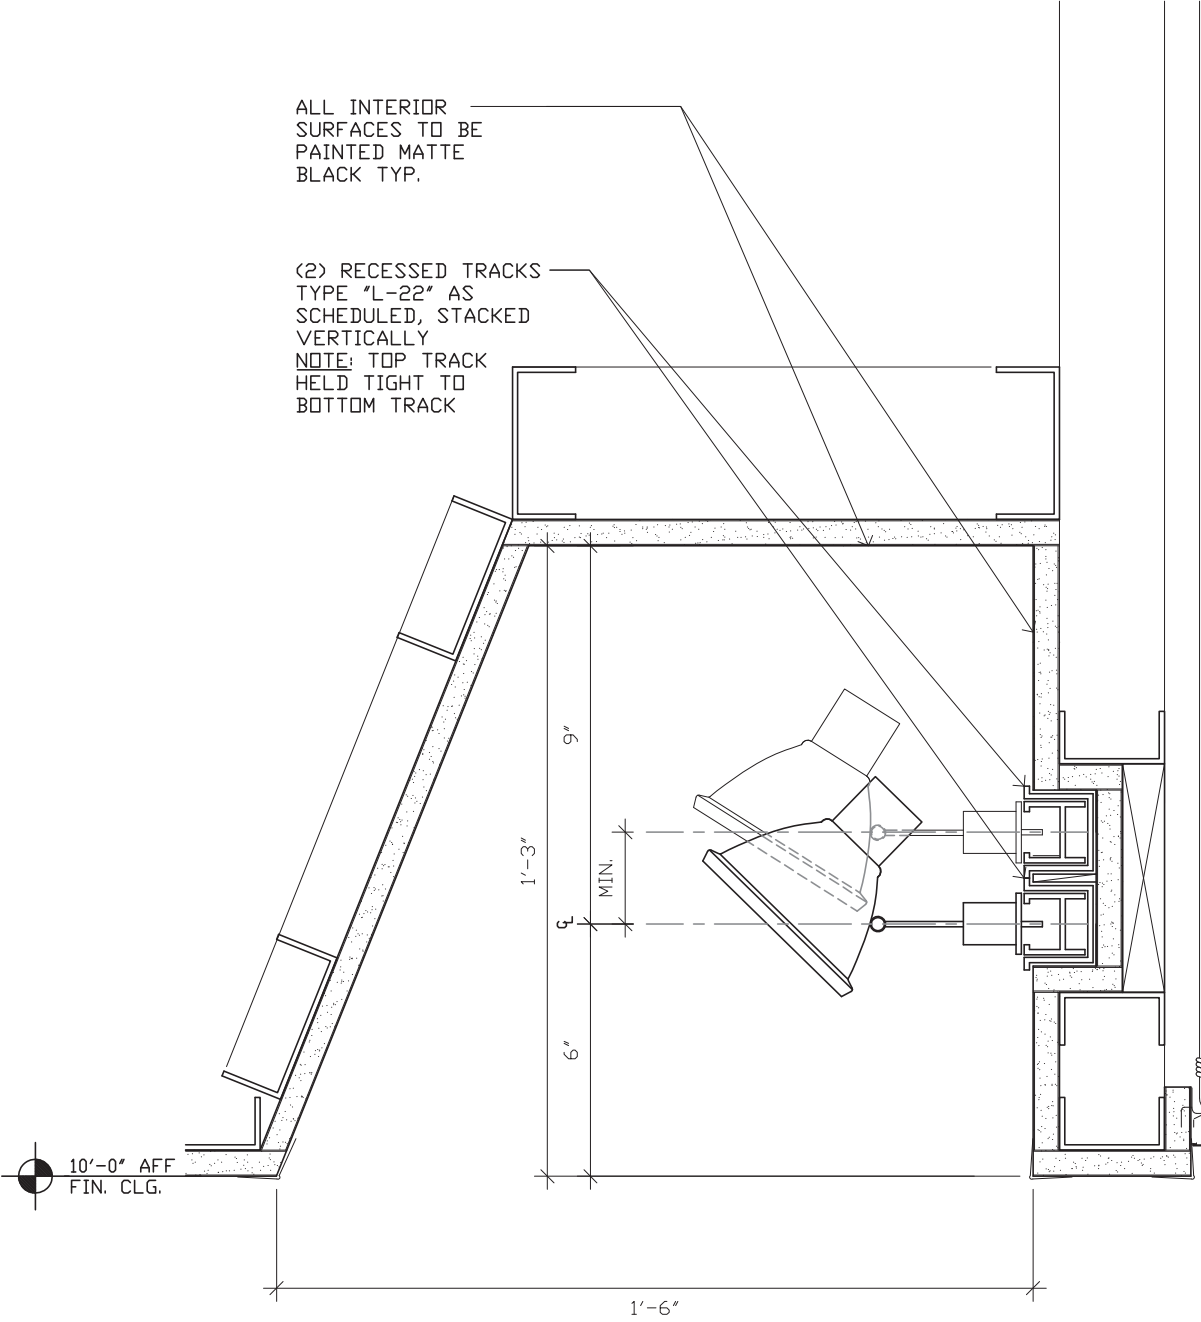 ALL INTERIOR
SURFACES TO BE
PAINTED MATTE
BLACK TYP.
(2) RECESSED TRACKS
TYPE "L-22" AS
SCHEDULED, STACKED
VERTICALLY
NOTE: TOP TRACK
HELD TIGHT TO
BOTTOM TRACK
9"
1'-3"
MIN.
CL
6"
10'-0" AFF
FIN. CLG.
1'-6"